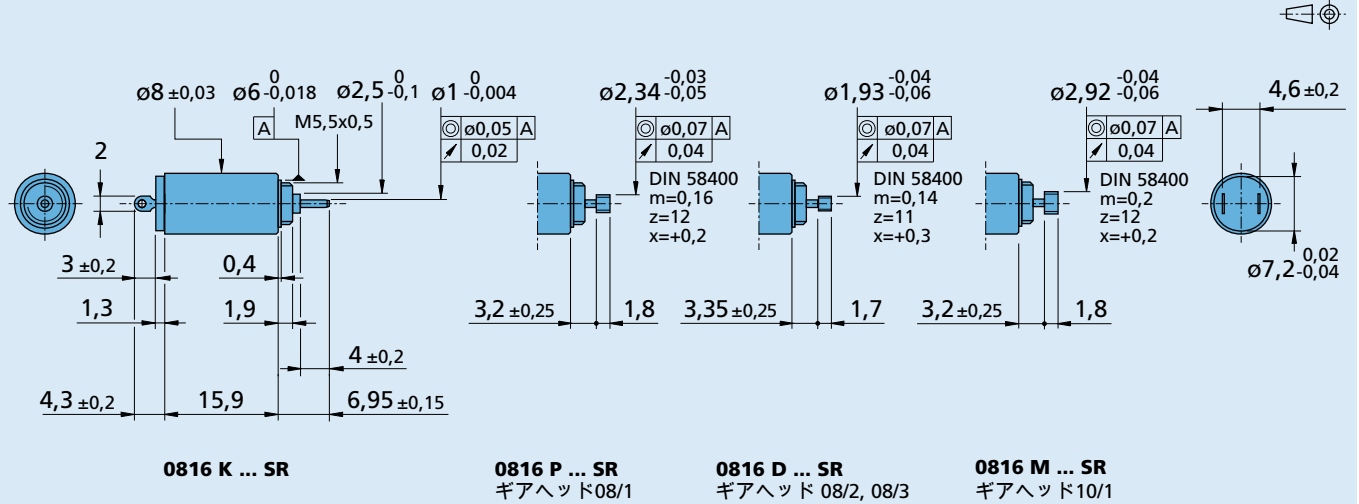 ø8 ±0,03
ø6 0 -0,018
A
ø2,5 0 -0,1
M5,5x0,5
ø1 0 -0,004
ø0,05 A
0,02
2
3 ±0,2
0,4
1,3
1,9
4 ±0,2
4,3 ±0,2
15,9
6,95 ±0,15
0816 K ... SR
ø2,34 -0,03 -0,05
ø0,07 A
0,04
DIN 58400
m=0,16
z=12
x=+0,2
3,2 ±0,25
1,8
0816 P ... SR
ギアヘッド08/1
ø1,93 -0,04 -0,06
ø0,07 A
0,04
DIN 58400
m=0,14
z=11
x=+0,3
3,35 ±0,25
1,7
0816 D ... SR
ギアヘッド 08/2, 08/3
ø2,92 -0,04 -0,06
ø0,07 A
0,04
DIN 58400
m=0,2
z=12
x=+0,2
3,2 ±0,25
1,8
0816 M ... SR
ギアヘッド10/1
4,6 ±0,2
ø7,2 0,02 -0,04